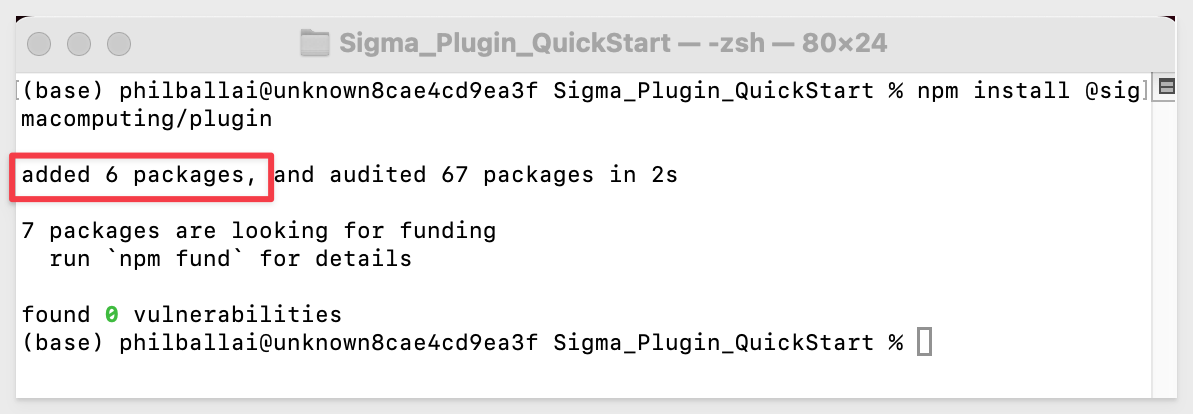 Sigma_Plugin_QuickStart — -zsh — 80×24
[(base) philballai@unknown8cae4cd9ea3f Sigma_Plugin_QuickStart % npm install @sig]
macomputing/plugin
added 6 packages, and audited 67 packages in 2s
7 packages are looking for funding
  run `npm fund` for details
found 0 vulnerabilities
(base) philballai@unknown8cae4cd9ea3f Sigma_Plugin_QuickStart %